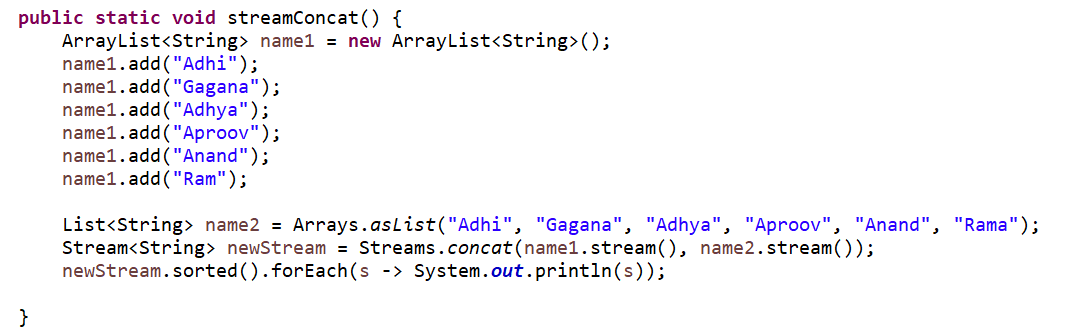 public static void streamConcat() {
ArrayList<String> name1 = new ArrayList<String>();
name1.add("Adhi");
name1.add("Gagana");
name1.add("Adhya");
name1.add("Aproov");
name1.add("Anand");
name1.add("Ram");
List<String> name2 = Arrays.asList("Adhi", "Gagana", "Adhya", "Aproov", "Anand", "Rama");
Stream<String> newStream = Streams.concat(name1.stream(), name2.stream());
newStream.sorted().forEach(s -> System.out.println(s));
}